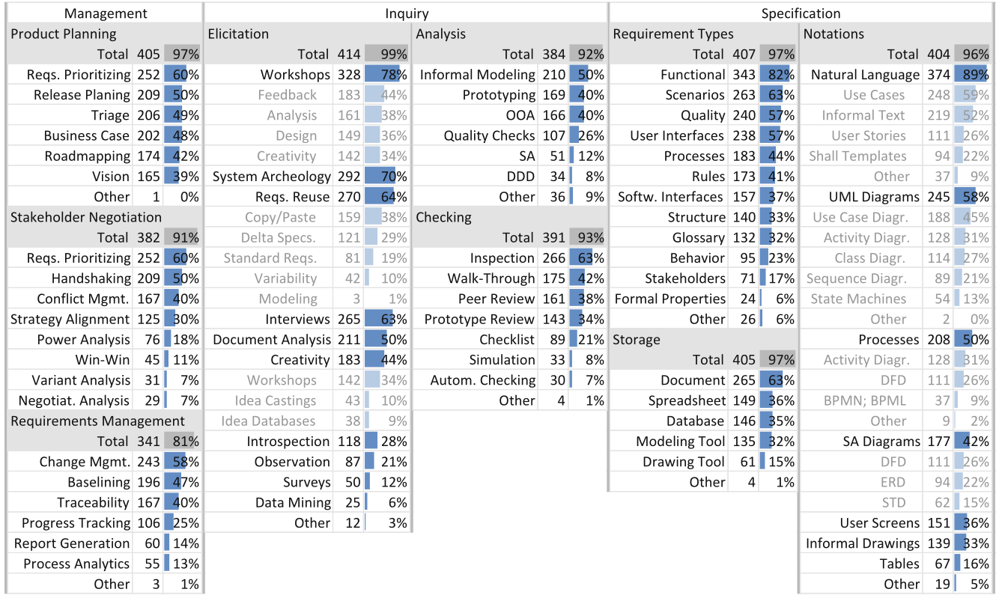 Management
Product Planning
Total 405 97%
Reqs. Prioritizing 252 60%
Release Planing 209 50%
Triage 206 49%
Business Case 202 48%
Roadmapping 174 42%
Vision 165 39%
Other 1 0%
Stakeholder Negotiation
Total 382 91%
Reqs. Prioritizing 252 60%
Handshaking 209 50%
Conflict Mgmt. 167 40%
Strategy Alignment 125 30%
Power Analysis 76 18%
Win-Win 45 11%
Variant Analysis 31 7%
Negotiat. Analysis 29 7%
Requirements Management
Total 341 81%
Change Mgmt. 243 58%
Baselining 196 47%
Traceability 167 40%
Progress Tracking 106 25%
Report Generation 60 14%
Process Analytics 55 13%
Other 3 1%
Inquiry
Elicitation
Total 414 99%
Workshops 328 78%
Feedback 183 44%
Analysis 161 38%
Design 149 36%
Creativity 142 34%
System Archeology 292 70%
Reqs. Reuse 270 64%
Copy/Paste 159 38%
Delta Specs. 121 29%
Standard Reqs. 81 19%
Variability 42 10%
Modeling 3 1%
Interviews 265 63%
Document Analysis 211 50%
Creativity 183 44%
Workshops 142 34%
Idea Castings 43 10%
Idea Databases 38 9%
Introspection 118 28%
Observation 87 21%
Surveys 50 12%
Data Mining 25 6%
Other 12 3%
Analysis
Total 384 92%
Informal Modeling 210 50%
Prototyping 169 40%
OOA 166 40%
Quality Checks 107 26%
SA 51 12%
DDD 34 8%
Other 36 9%
Checking
Total 391 93%
Inspection 266 63%
Walk-Through 175 42%
Peer Review 161 38%
Prototype Review 143 34%
Checklist 89 21%
Simulation 33 8%
Autom. Checking 30 7%
Other 4 1%
Specification
Requirement Types
Total 407 97%
Functional 343 82%
Scenarios 263 63%
Quality 240 57%
User Interfaces 238 57%
Processes 183 44%
Rules 173 41%
Softw. Interfaces 157 37%
Structure 140 33%
Glossary 132 32%
Behavior 95 23%
Stakeholders 71 17%
Formal Properties 24 6%
Other 26 6%
Storage
Total 405 97%
Document 265 63%
Spreadsheet 149 36%
Database 146 35%
Modeling Tool 135 32%
Drawing Tool 61 15%
Other 4 1%
Notations
Total 404 96%
Natural Language 374 89%
Use Cases 248 59%
Informal Text 219 52%
User Stories 111 26%
Shall Templates 94 22%
Other 37 9%
UML Diagrams 245 58%
Use Case Diagr. 188 45%
Activity Diagr. 128 31%
Class Diagr. 114 27%
Sequence Diagr. 89 21%
State Machines 54 13%
Other 2 0%
Processes 208 50%
Activity Diagr. 128 31%
DFD 111 26%
BPMN; BPML 37 9%
Other 9 2%
SA Diagrams 177 42%
DFD 111 26%
ERD 94 22%
STD 62 15%
User Screens 151 36%
Informal Drawings 139 33%
Tables 67 16%
Other 19 5%